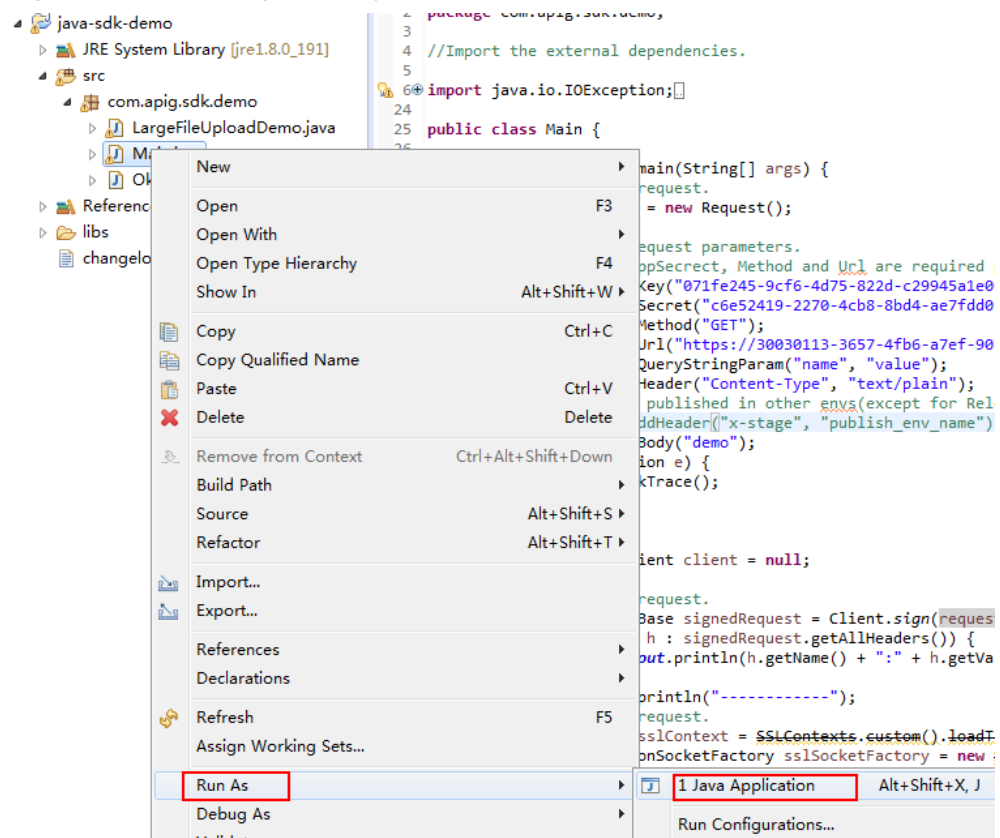 java-sdk-demo
JRE System Library [jre1.8.0_191]
src
com.apig.sdk.demo
LargeFileUploadDemo.java
Referenc
libs
changelo
2 package com.apig.sdk.demo;
3
4 //Import the external dependencies.
5
6 import java.io.IOException;
24
25 public class Main {
26
main(String[] args) {
request.
= new Request();
equest parameters.
ppSecrect, Method and Url are required
Key("071fe245-9cf6-4d75-822d-c29945a1e0
Secret("c6e52419-2270-4cb8-8bd4-ae7fdd0
Method("GET");
Url("https://30030113-3657-4fb6-a7ef-90
QueryStringParam("name", "value");
Header("Content-Type", "text/plain");
published in other envs(except for Rel
ddHeader("x-stage", "publish_env_name")
Body("demo");
ion e) {
kTrace();
ient client = null;
request.
Base signedRequest = Client.sign(reques
h : signedRequest.getAllHeaders()) {
out.println(h.getName() + ":" + h.getVa
println("------------");
request.
sslContext = SSLContexts.custom().loadT
onSocketFactory sslSocketFactory = new
New
Open F3
Open With
Open Type Hierarchy F4
Show In Alt+Shift+W
Copy Ctrl+C
Copy Qualified Name
Paste Ctrl+V
Delete Delete
Remove from Context Ctrl+Alt+Shift+Down
Build Path
Source Alt+Shift+S
Refactor Alt+Shift+T
Import...
Export...
References
Declarations
Refresh F5
Assign Working Sets...
Run As
Debug As
1 Java Application Alt+Shift+X, J
Run Configurations...